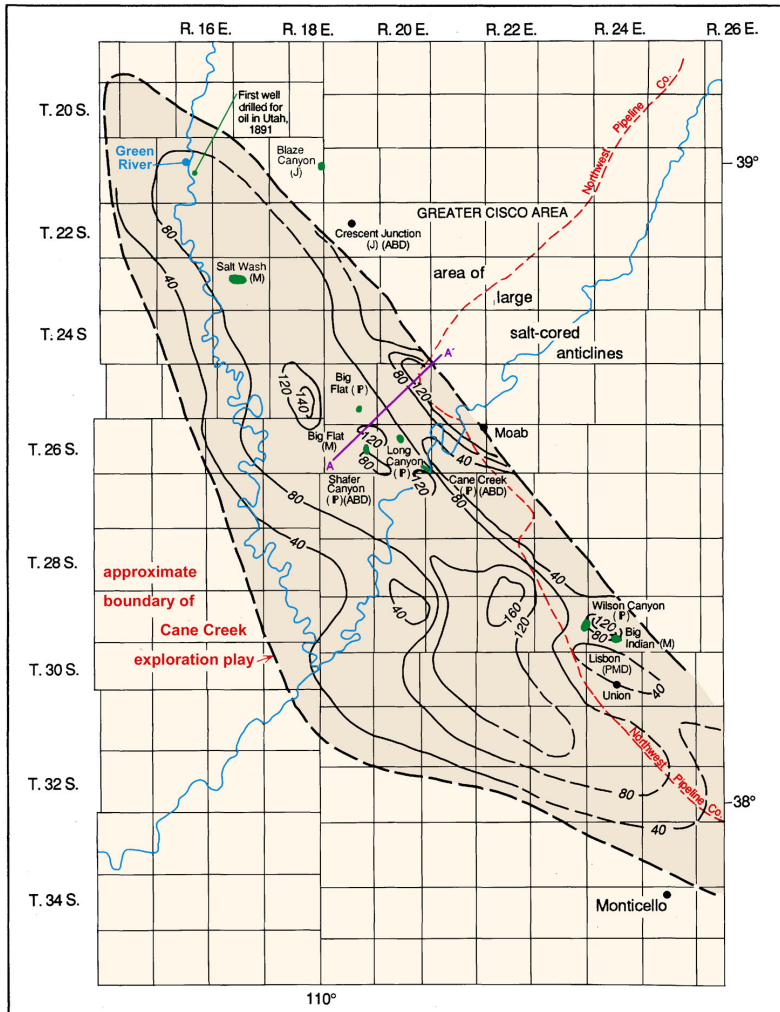 R. 16 E. R. 18 E. R. 20 E. R. 22 E. R. 24 E. R. 26 E.
T. 20 S.
First well
drilled for
oil in Utah,
1891
Northwest Pipeline Co.
Green
River
Blaze
Canyon
(J)
39°
GREATER CISCO AREA
T. 22 S.
Crescent Junction
(J) (ABD)
80
40
Salt Wash
(M)
area of
large
salt-cored
anticlines
T. 24 S.
A´
80
120
120
140
Big
Flat (IP)
Moab
T. 26 S.
Big Flat
(M)
120
80
A
Long
Canyon
(IP)
40
Shafer
Canyon
(IP)(ABD)
120
Cane Creek
(IP) (ABD)
80
80
40
T. 28 S.
approximate
boundary of
Cane Creek
exploration play
40
40
160
120
Wilson Canyon
(IP)
120
80
Big
Indian (M)
T. 30 S.
Lisbon
(PMD)
40
Union
Northwest Pipeline Co.
T. 32 S.
80
40
38°
T. 34 S.
Monticello
110°